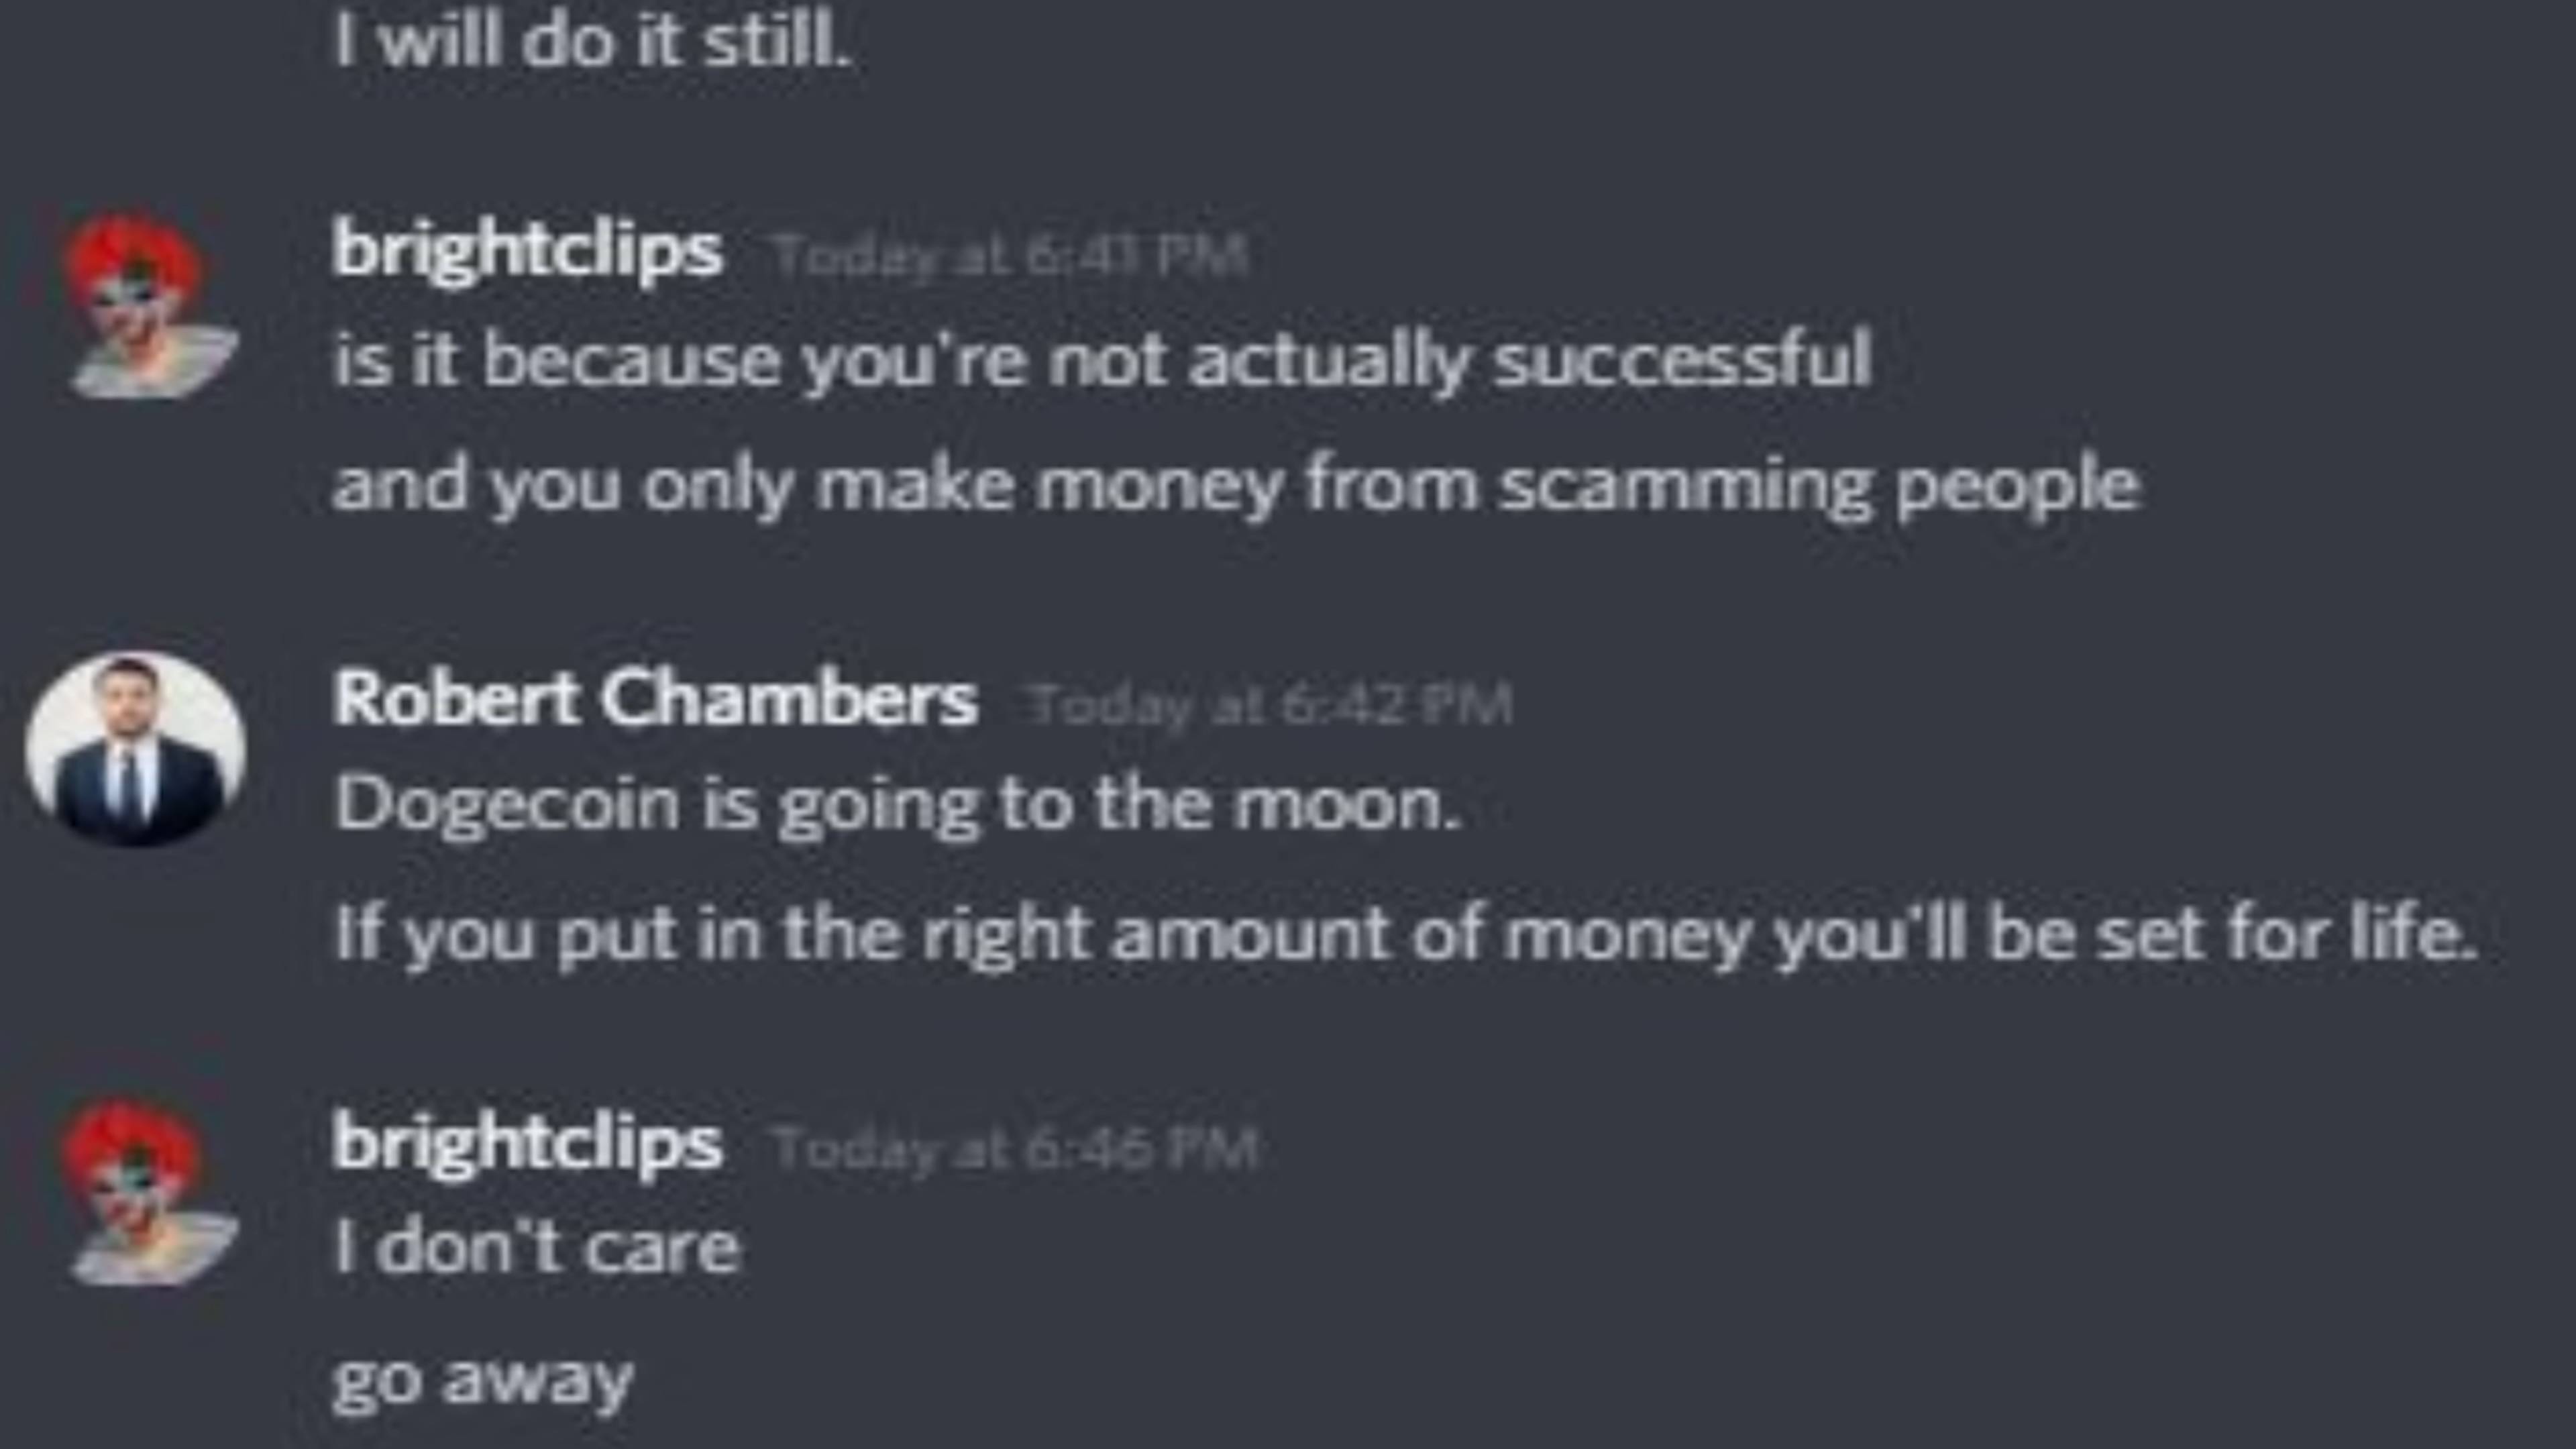 I will do it still.
brightclips Today at 6:41 PM
is it because you're not actually successful
and you only make money from scamming people
Robert Chambers Today at 6:42 PM
Dogecoin is going to the moon.
If you put in the right amount of money you'll be set for life.
brightclips Today at 6:46 PM
I don't care
go away